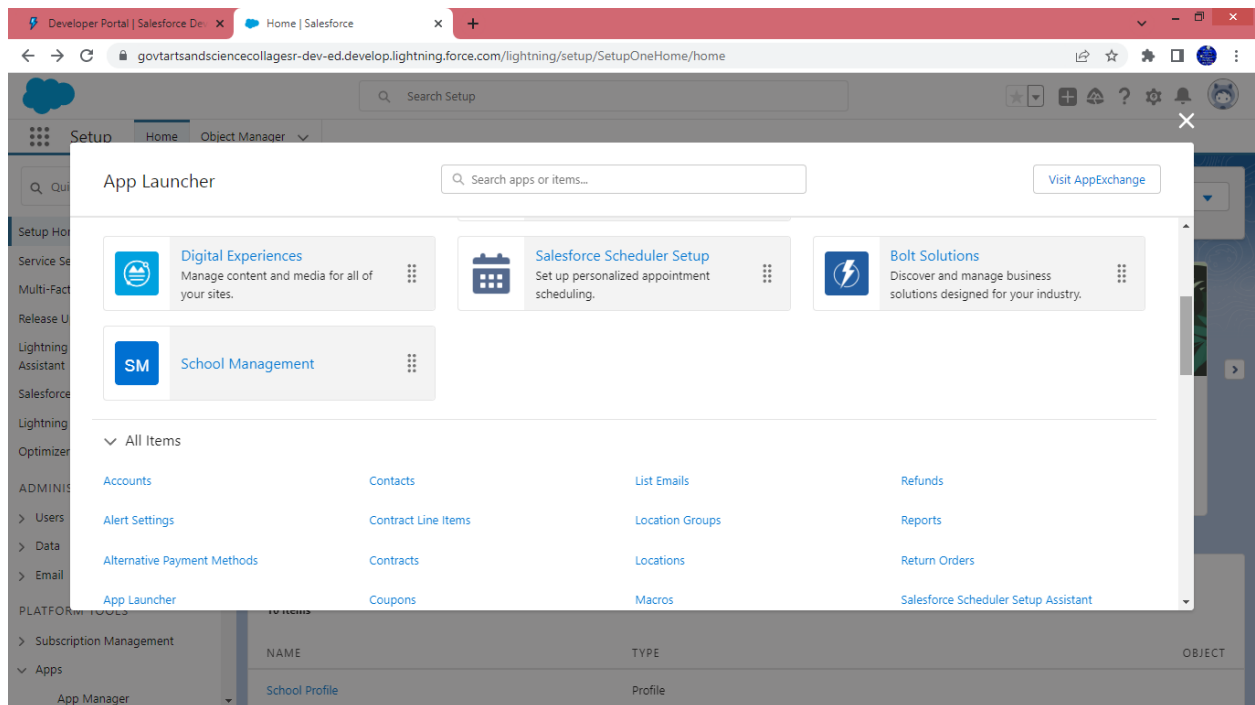 Developer Portal | Salesforce Dev
Home | Salesforce
govtartsandsciencecollagesr-dev-ed.develop.lightning.force.com/lightning/setup/SetupOneHome/home
Search Setup
Setup
Home
Object Manager
App Launcher
Search apps or items...
Visit AppExchange
Qui
Setup Hor
Service Se
Multi-Fact
Release U
Lightning
Assistant
Salesforce
Lightning
Optimizer
ADMINIS
Users
Data
Email
PLATFORM TOOLS
Subscription Management
Apps
App Manager
Digital Experiences
Manage content and media for all of
your sites.
Salesforce Scheduler Setup
Set up personalized appointment
scheduling.
Bolt Solutions
Discover and manage business
solutions designed for your industry.
SM
School Management
All Items
Accounts
Contacts
List Emails
Refunds
Alert Settings
Contract Line Items
Location Groups
Reports
Alternative Payment Methods
Contracts
Locations
Return Orders
App Launcher
Coupons
Macros
Salesforce Scheduler Setup Assistant
10 items
NAME
TYPE
OBJECT
School Profile
Profile